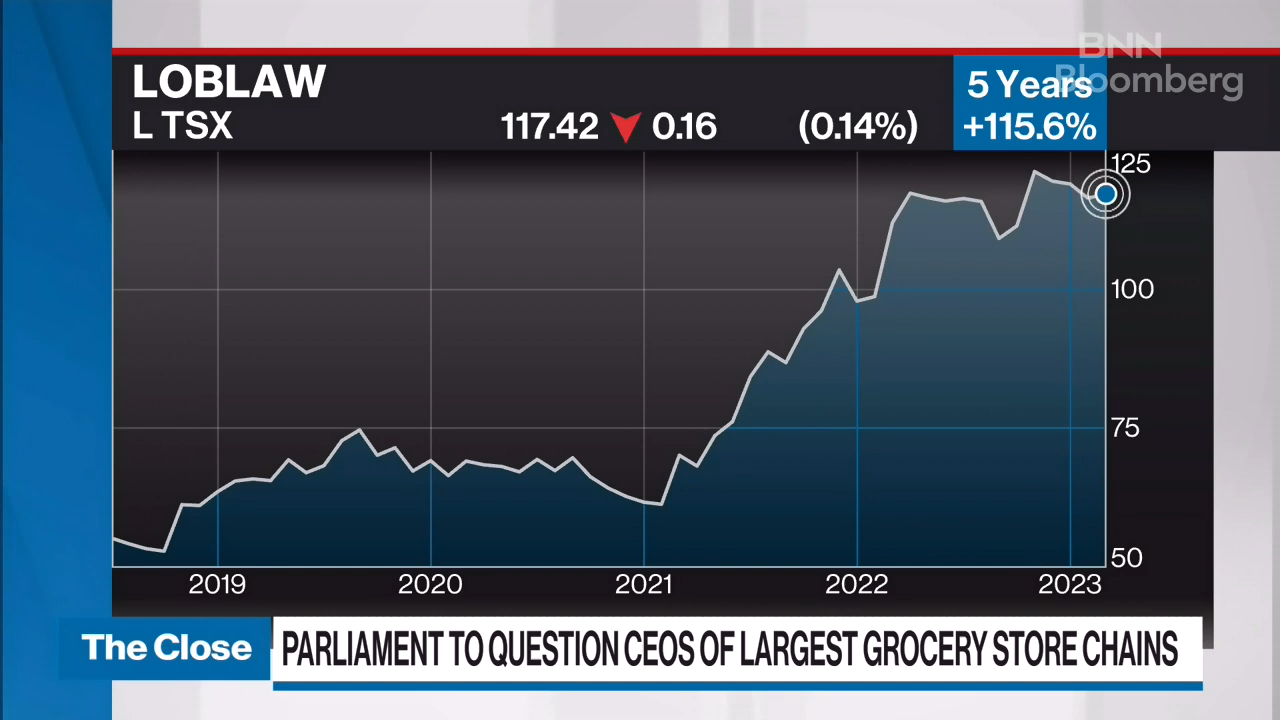 BNN
Bloomberg
LOBLAW
5 Years
L TSX 117.42 0.16 (0.14%) +115.6%
125
100
75
50
2019 2020 2021 2022 2023
The Close PARLIAMENT TO QUESTION CEOS OF LARGEST GROCERY STORE CHAINS